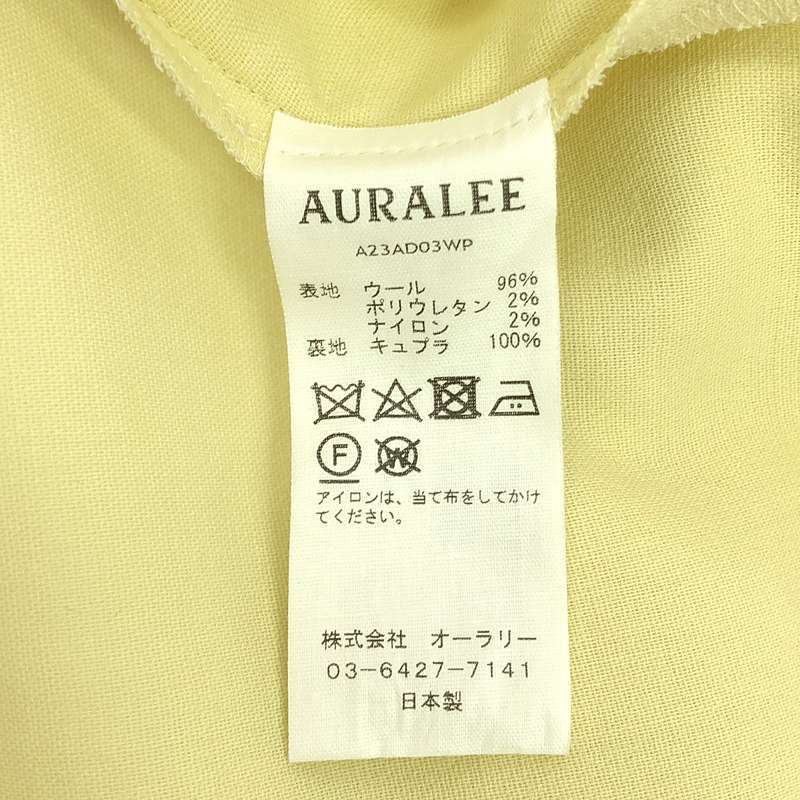 AURALEE
A23AD03WP
表地 ウール 96%
ポリウレタン 2%
ナイロン 2%
裏地 キュプラ 100%
F W
アイロンは、当て布をしてかけ
てください。
株式会社 オーラリー
03-6427-7141
日本製